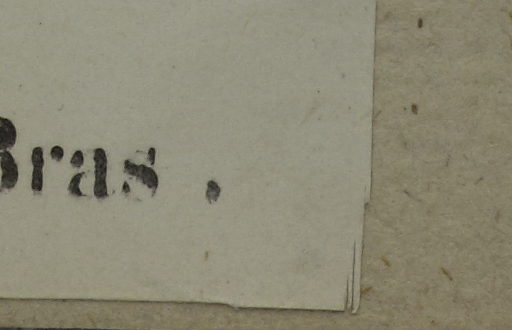 Bras .